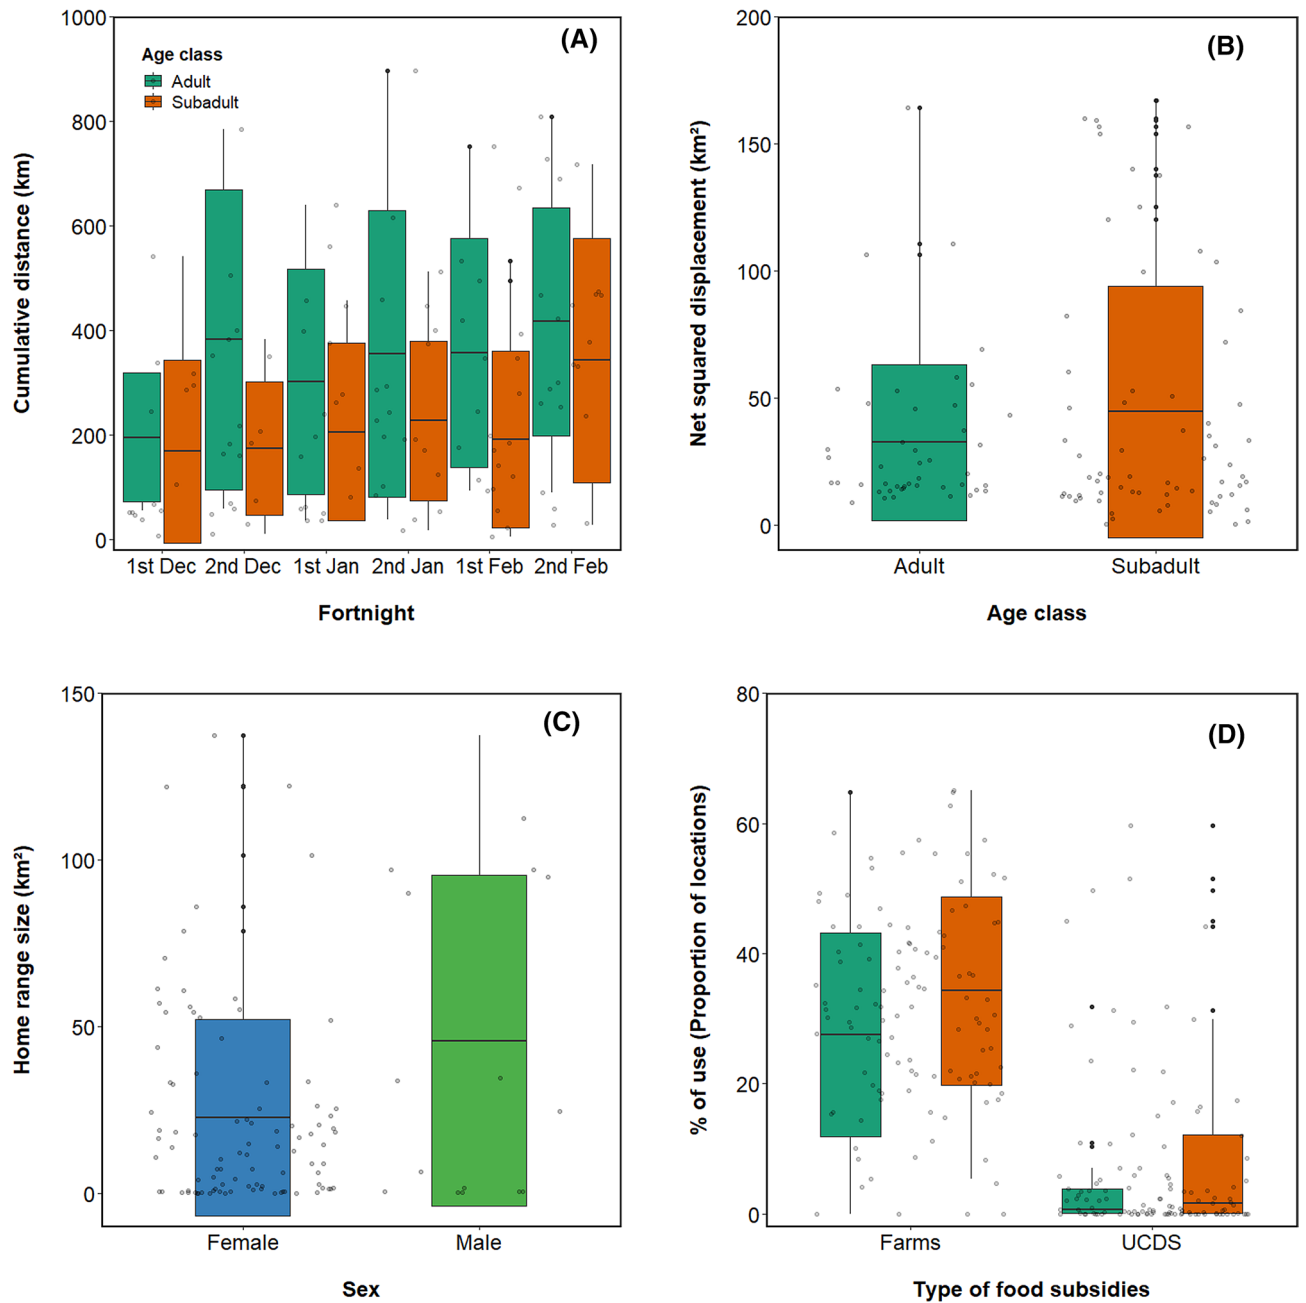 (A)
Age class
Adult
Subadult
1000
800
600
400
200
0
Cumulative distance (km)
1st Dec 2nd Dec 1st Jan 2nd Jan 1st Feb 2nd Feb
Fortnight
(B)
200
150
100
50
0
Net squared displacement (km²)
Adult Subadult
Age class
(C)
150
100
50
0
Home range size (km²)
Female Male
Sex
(D)
80
60
40
20
0
% of use (Proportion of locations)
Farms UCDS
Type of food subsidies